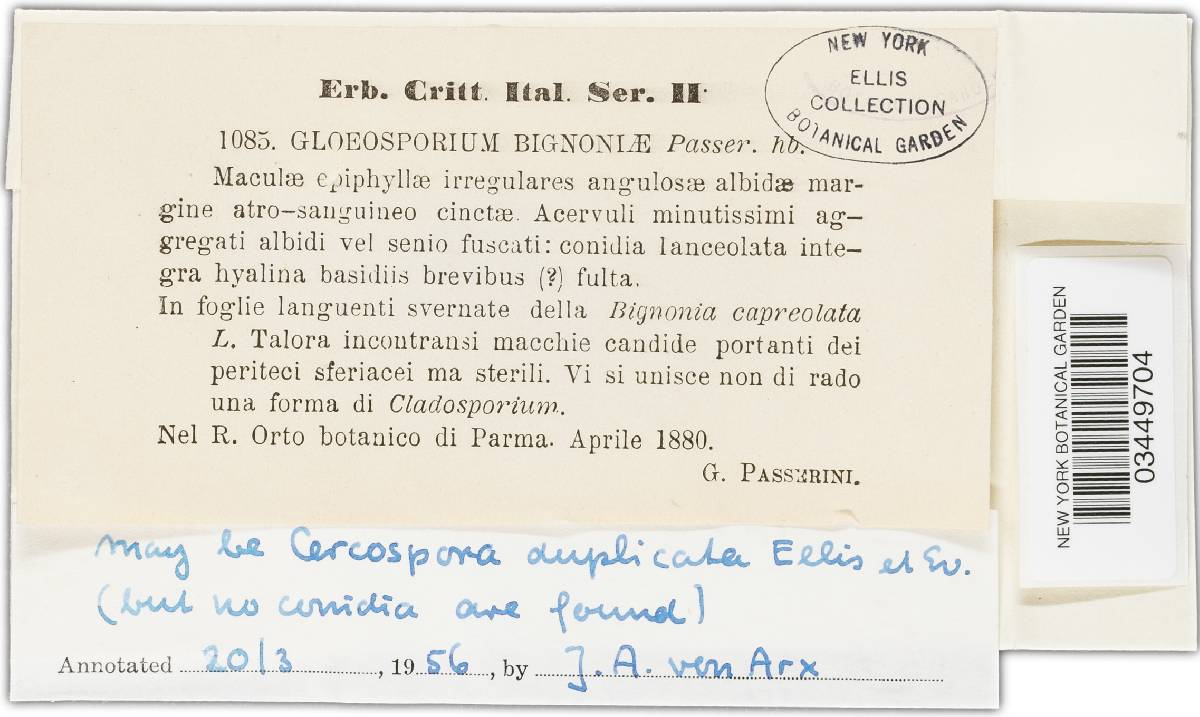 Erb. Critt. Ital. Ser. II.
NEW YORK
ELLIS
COLLECTION
BOTANICAL GARDEN
1085. GLOEOSPORIUM BIGNONIÆ Passer. hb.
Maculæ epiphyllæ irregulares angulosæ albidæ mar-
gine atro-sanguineo cinctæ. Acervuli minutissimi ag-
gregati albidi vel senio fuscati: conidia lanceolata inte-
gra hyalina basidiis brevibus (?) fulta.
In foglie languenti svernate della Bignonia capreolata
L. Talora incontransi macchie candide portanti dei
periteci sferiacei ma sterili. Vi si unisce non di rado
una forma di Cladosporium.
Nel R. Orto botanico di Parma. Aprile 1880.
G. PASSERINI.
may be Cercospora duplicata Ellis et Ev.
(but no conidia are found)
Annotated 20/3, 1956, by J. A. von Arx
NEW YORK BOTANICAL GARDEN
03449704